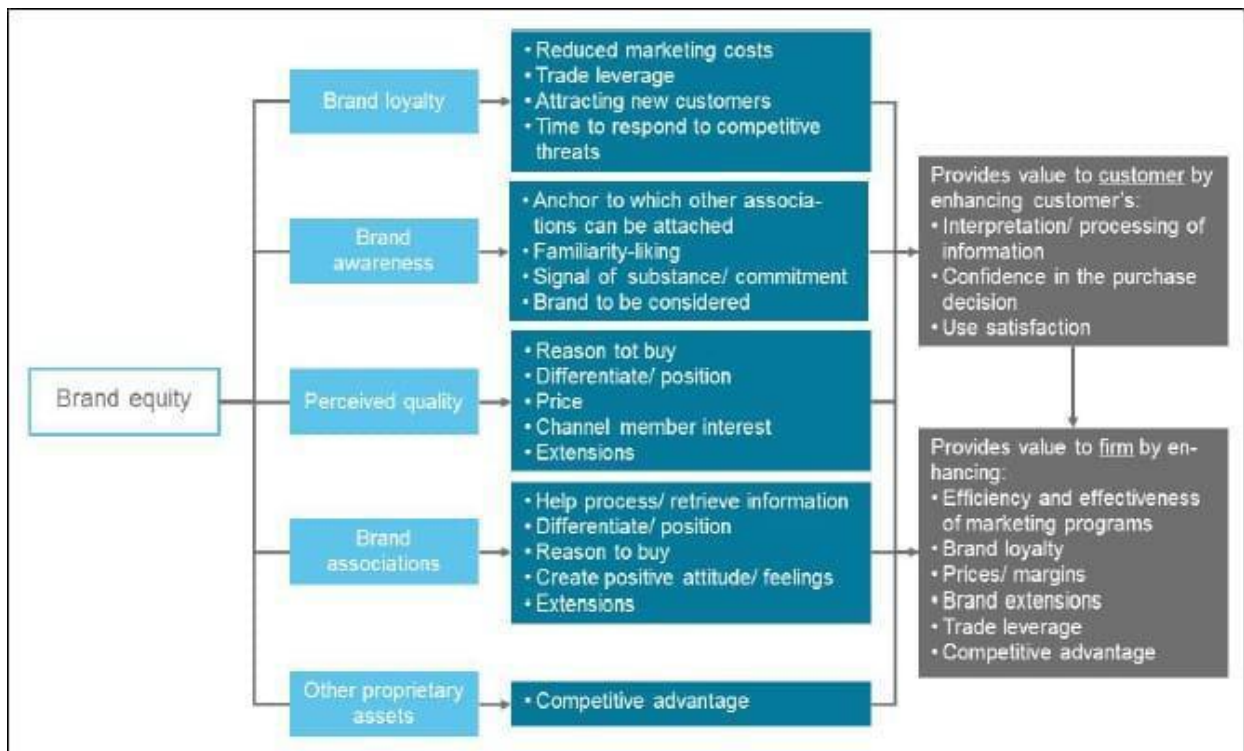 Brand equity
Brand loyalty
• Reduced marketing costs
• Trade leverage
• Attracting new customers
• Time to respond to competitive
threats
Brand
awareness
• Anchor to which other associa-
tions can be attached
• Familiarity-liking
• Signal of substance/ commitment
• Brand to be considered
Perceived quality
• Reason tot buy
• Differentiate/ position
• Price
• Channel member interest
• Extensions
Brand
associations
• Help process/ retrieve information
• Differentiate/ position
• Reason to buy
• Create positive attitude/ feelings
• Extensions
Other proprietary
assets
• Competitive advantage
Provides value to customer by
enhancing customer's:
• Interpretation/ processing of
information
• Confidence in the purchase
decision
• Use satisfaction
Provides value to firm by en-
hancing:
• Efficiency and effectiveness
of marketing programs
• Brand loyalty
• Prices/ margins
• Brand extensions
• Trade leverage
• Competitive advantage